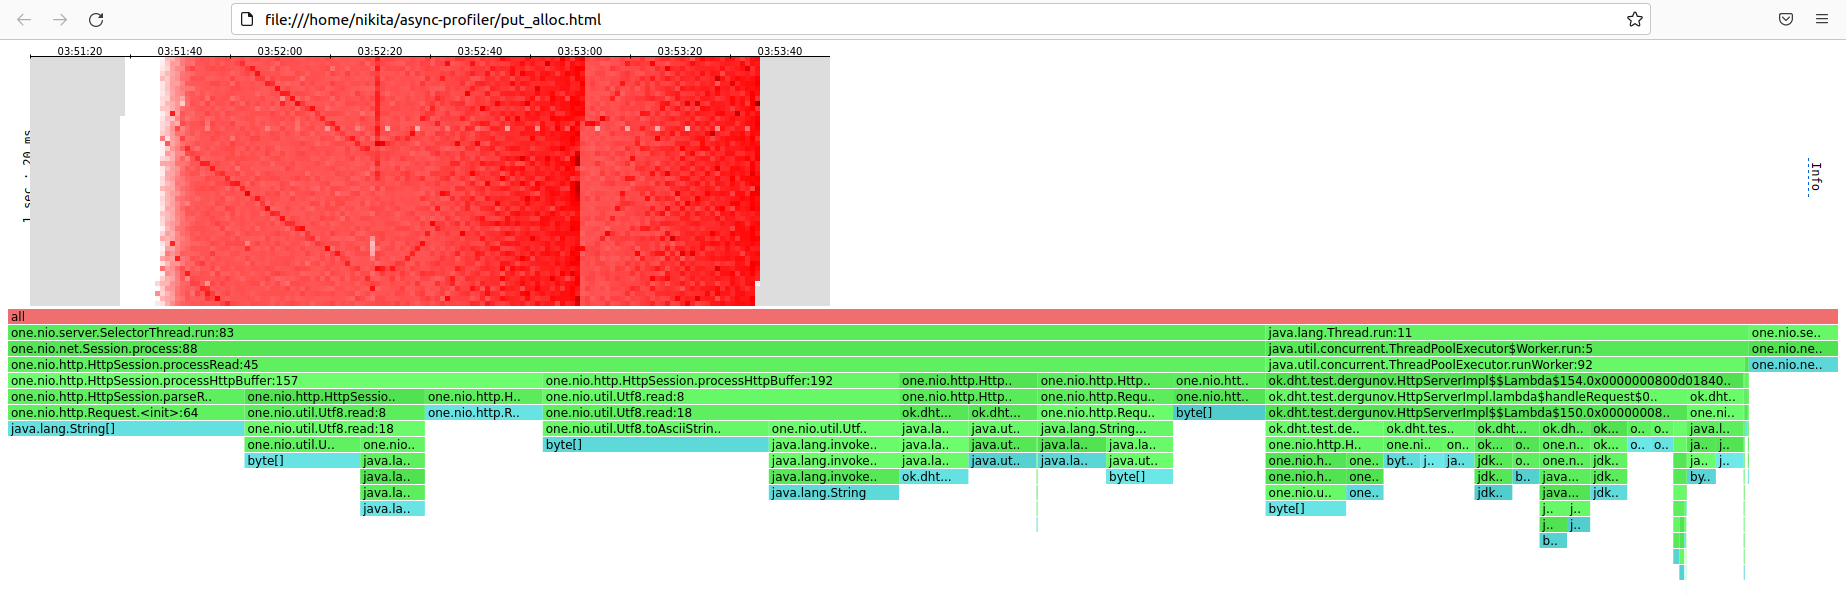 file:///home/nikita/async-profiler/put_alloc.html
03:51:20 03:51:40 03:52:00 03:52:20 03:52:40 03:53:00 03:53:20 03:53:40
1 sec · 20 ms
Info
all
one.nio.server.SelectorThread.run:83 java.lang.Thread.run:11 one.nio.se..
one.nio.net.Session.process:88 java.util.concurrent.ThreadPoolExecutor$Worker.run:5 one.nio.ne..
one.nio.http.HttpSession.processRead:45 java.util.concurrent.ThreadPoolExecutor.runWorker:92 one.nio.ne..
one.nio.http.HttpSession.processHttpBuffer:157 one.nio.http.HttpSession.processHttpBuffer:192 one.nio.http.Http.. one.nio.http.Http.. one.nio.htt.. ok.dht.test.dergunov.HttpServerImpl$$Lambda$154.0x0000000800d01840..
one.nio.http.HttpSession.parseR.. one.nio.http.HttpSessio.. one.nio.http.H.. one.nio.util.Utf8.read:8 one.nio.http.Http.. one.nio.http.Requ.. one.nio.htt.. ok.dht.test.dergunov.HttpServerImpl.lambda$handleRequest$0.. ok.dht..
one.nio.http.Request.<init>:64 one.nio.util.Utf8.read:8 one.nio.http.R.. one.nio.util.Utf8.read:18 ok.dht... ok.dht... one.nio.http.Requ.. byte[] ok.dht.test.dergunov.HttpServerImpl$$Lambda$150.0x00000008.. one.ni..
java.lang.String[] one.nio.util.Utf8.read:18 one.nio.util.Utf8.toAsciiStrin.. one.nio.util.Utf.. java.la.. java.ut.. java.lang.String... ok.dht.test.de.. ok.dht.tes.. ok.dht... ok.dh.. ok... o.. o.. java.l..
one.nio.util.U.. one.nio.. byte[] java.lang.invoke.. java.la.. java.ut.. java.la.. java.la.. one.nio.http.H.. one.ni.. on.. ok... o.. ok.d.. ok... o.. o.. ja.. j..
byte[] java.la.. java.lang.invoke.. java.la.. java.ut.. java.la.. java.ut.. one.nio.h.. one.. byt.. j.. ja.. jdk.. o.. one.n.. jdk.. ja.. j..
java.la.. java.lang.invoke.. ok.dht... byte[] one.nio.h.. one.. jdk.. b.. java... jdk.. by..
java.la.. java.lang.String one.nio.u.. one.. jdk.. java... jdk..
java.la.. byte[] j.. j..
j.. j..
b..